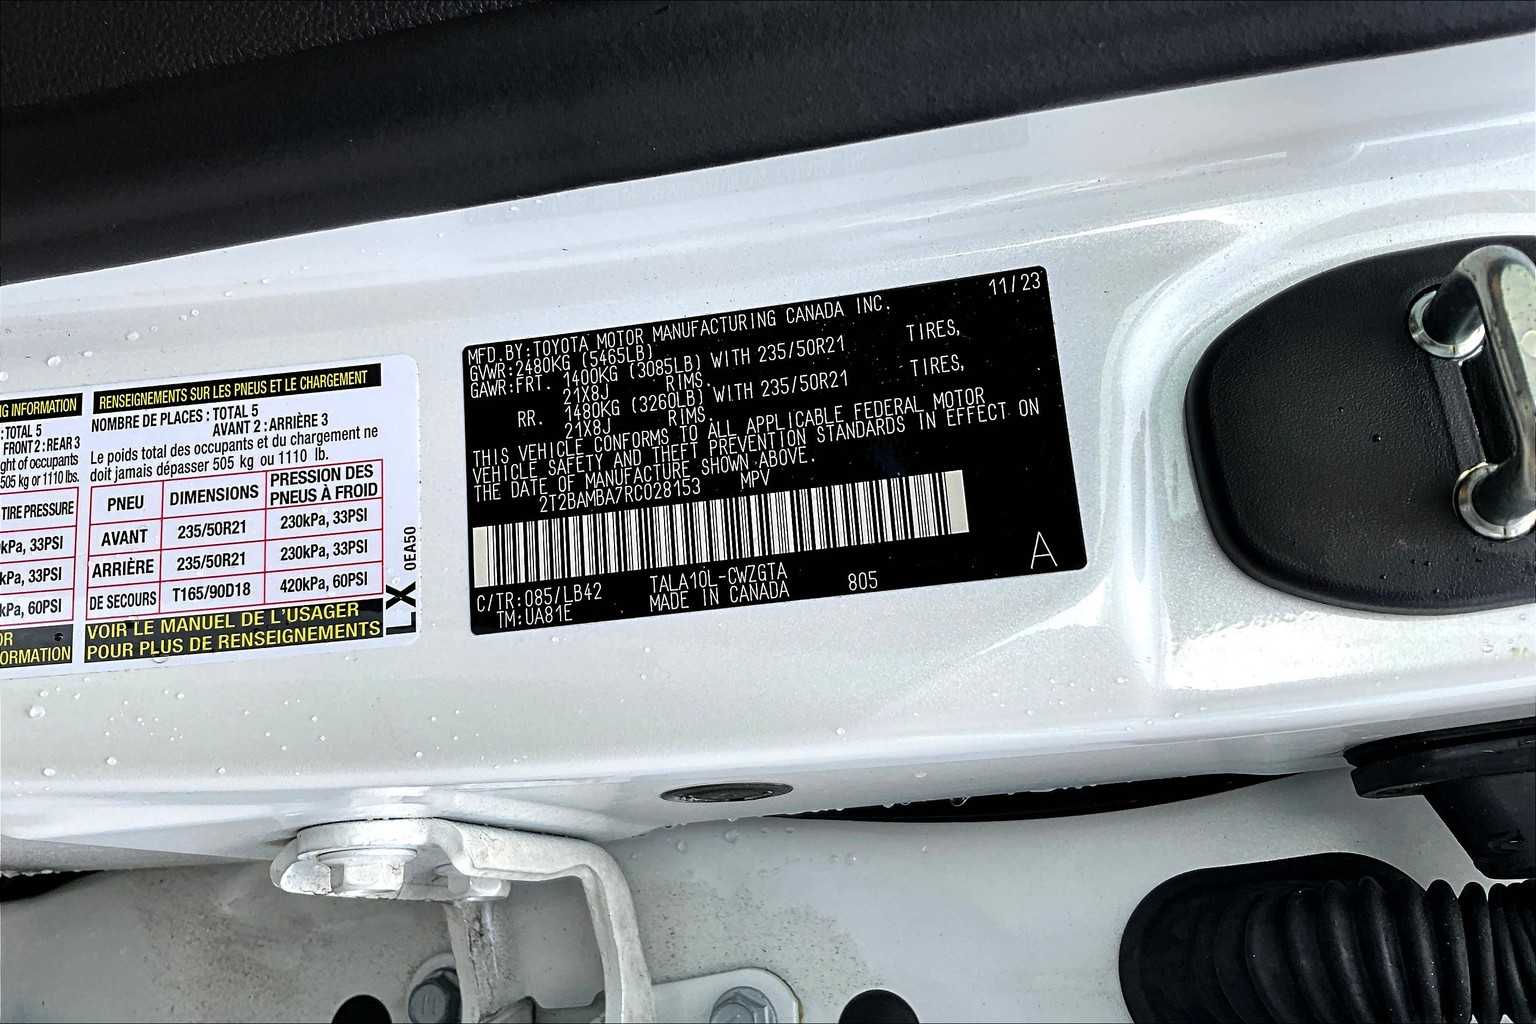 NG INFORMATION
: TOTAL 5
FRONT 2 : REAR 3
ght of occupants
505 kg or 1110 lbs.
TIRE PRESSURE
kPa, 33PSI
kPa, 33PSI
kPa, 60PSI
OR
ORMATION
RENSEIGNEMENTS SUR LES PNEUS ET LE CHARGEMENT
NOMBRE DE PLACES : TOTAL 5
AVANT 2 : ARRIÈRE 3
Le poids total des occupants et du chargement ne
doit jamais dépasser 505 kg ou 1110 lb.
PNEU DIMENSIONS PRESSION DES PNEUS À FROID
AVANT 235/50R21 230kPa, 33PSI
ARRIÈRE 235/50R21 230kPa, 33PSI
DE SECOURS T165/90D18 420kPa, 60PSI
VOIR LE MANUEL DE L'USAGER
POUR PLUS DE RENSEIGNEMENTS
LX 0EA50
11/23
MFD.BY:TOYOTA MOTOR MANUFACTURING CANADA INC.
GVWR:2480KG (5465LB)
GAWR:FRT. 1400KG (3085LB) WITH 235/50R21 TIRES,
21X8J RIMS.
RR. 1480KG (3260LB) WITH 235/50R21 TIRES,
21X8J RIMS.
THIS VEHICLE CONFORMS TO ALL APPLICABLE FEDERAL MOTOR
VEHICLE SAFETY AND THEFT PREVENTION STANDARDS IN EFFECT ON
THE DATE OF MANUFACTURE SHOWN ABOVE.
2T2BAMBA7RC028153 MPV
C/TR:085/LB42 TALA10L-CWZGTA 805
TM:UA81E MADE IN CANADA
A